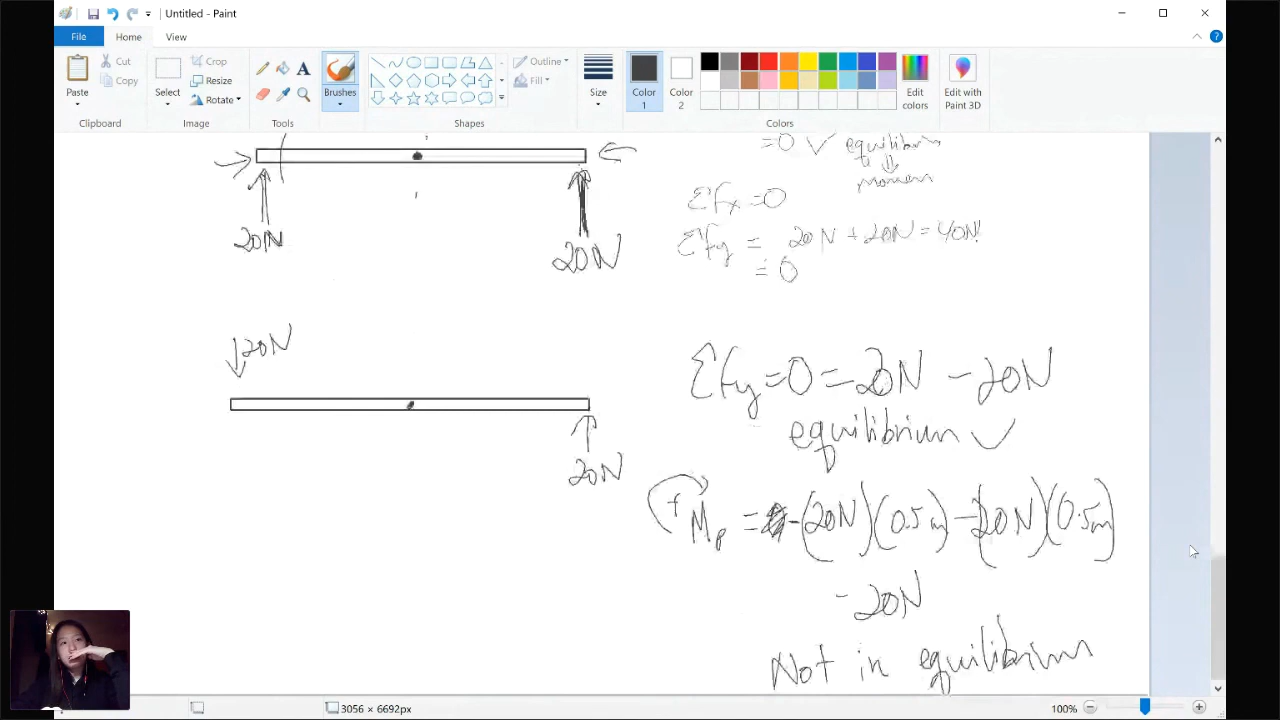 Untitled - Paint
File
Home
View
Paste
Cut
Copy
Clipboard
Select
Crop
Resize
Rotate
Image
A
Tools
Brushes
Outline
Fill
Shapes
Size
Color 1
Color 2
Edit colors
Edit with Paint 3D
Colors
=0 ✓ equilibrium
moment
ΣFx = 0
ΣFy = 20N + 20N = 40N!
= 0
20N
20N
20N
20N
ΣFy = 0 = 20N - 20N
equilibrium ✓
+ Mp = -(20N)(0.5m) - (20N)(0.5m)
- 20N
Not in equilibrium
3056 × 6692px
100%